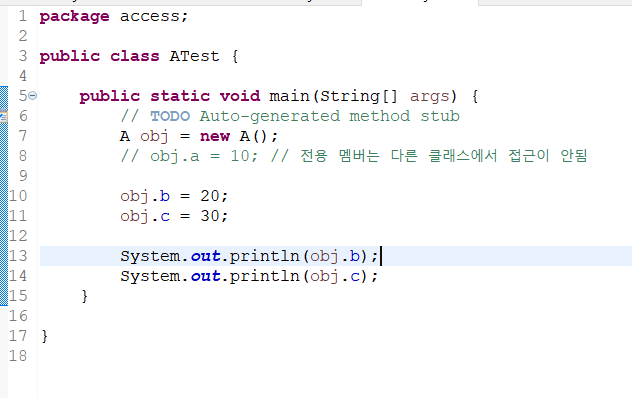 1 package access;
2
3 public class ATest {
4
5 public static void main(String[] args) {
6 // TODO Auto-generated method stub
7 A obj = new A();
8 // obj.a = 10; // 전용 멤버는 다른 클래스에서 접근이 안됨
9
10 obj.b = 20;
11 obj.c = 30;
12
13 System.out.println(obj.b);
14 System.out.println(obj.c);
15 }
16
17 }
18